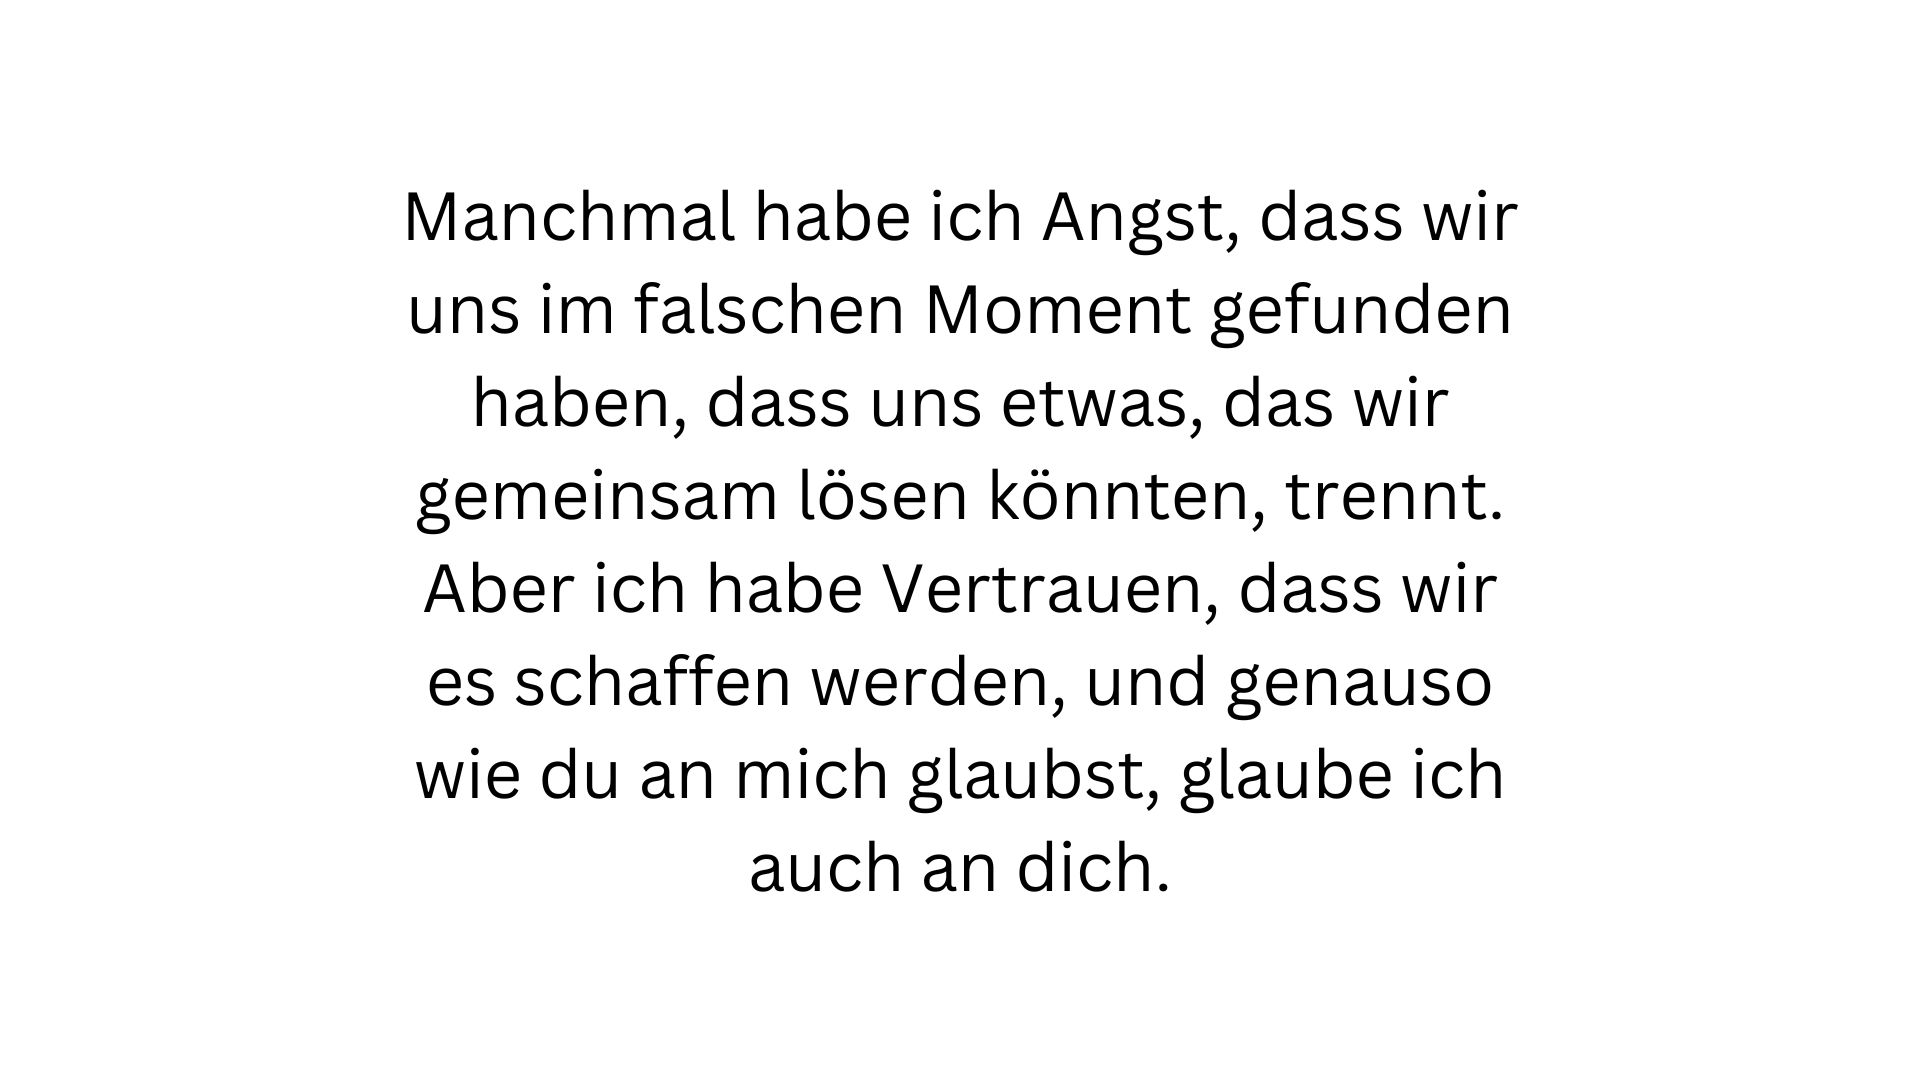 Manchmal habe ich Angst, dass wir
uns im falschen Moment gefunden
haben, dass uns etwas, das wir
gemeinsam lösen könnten, trennt.
Aber ich habe Vertrauen, dass wir
es schaffen werden, und genauso
wie du an mich glaubst, glaube ich
auch an dich.